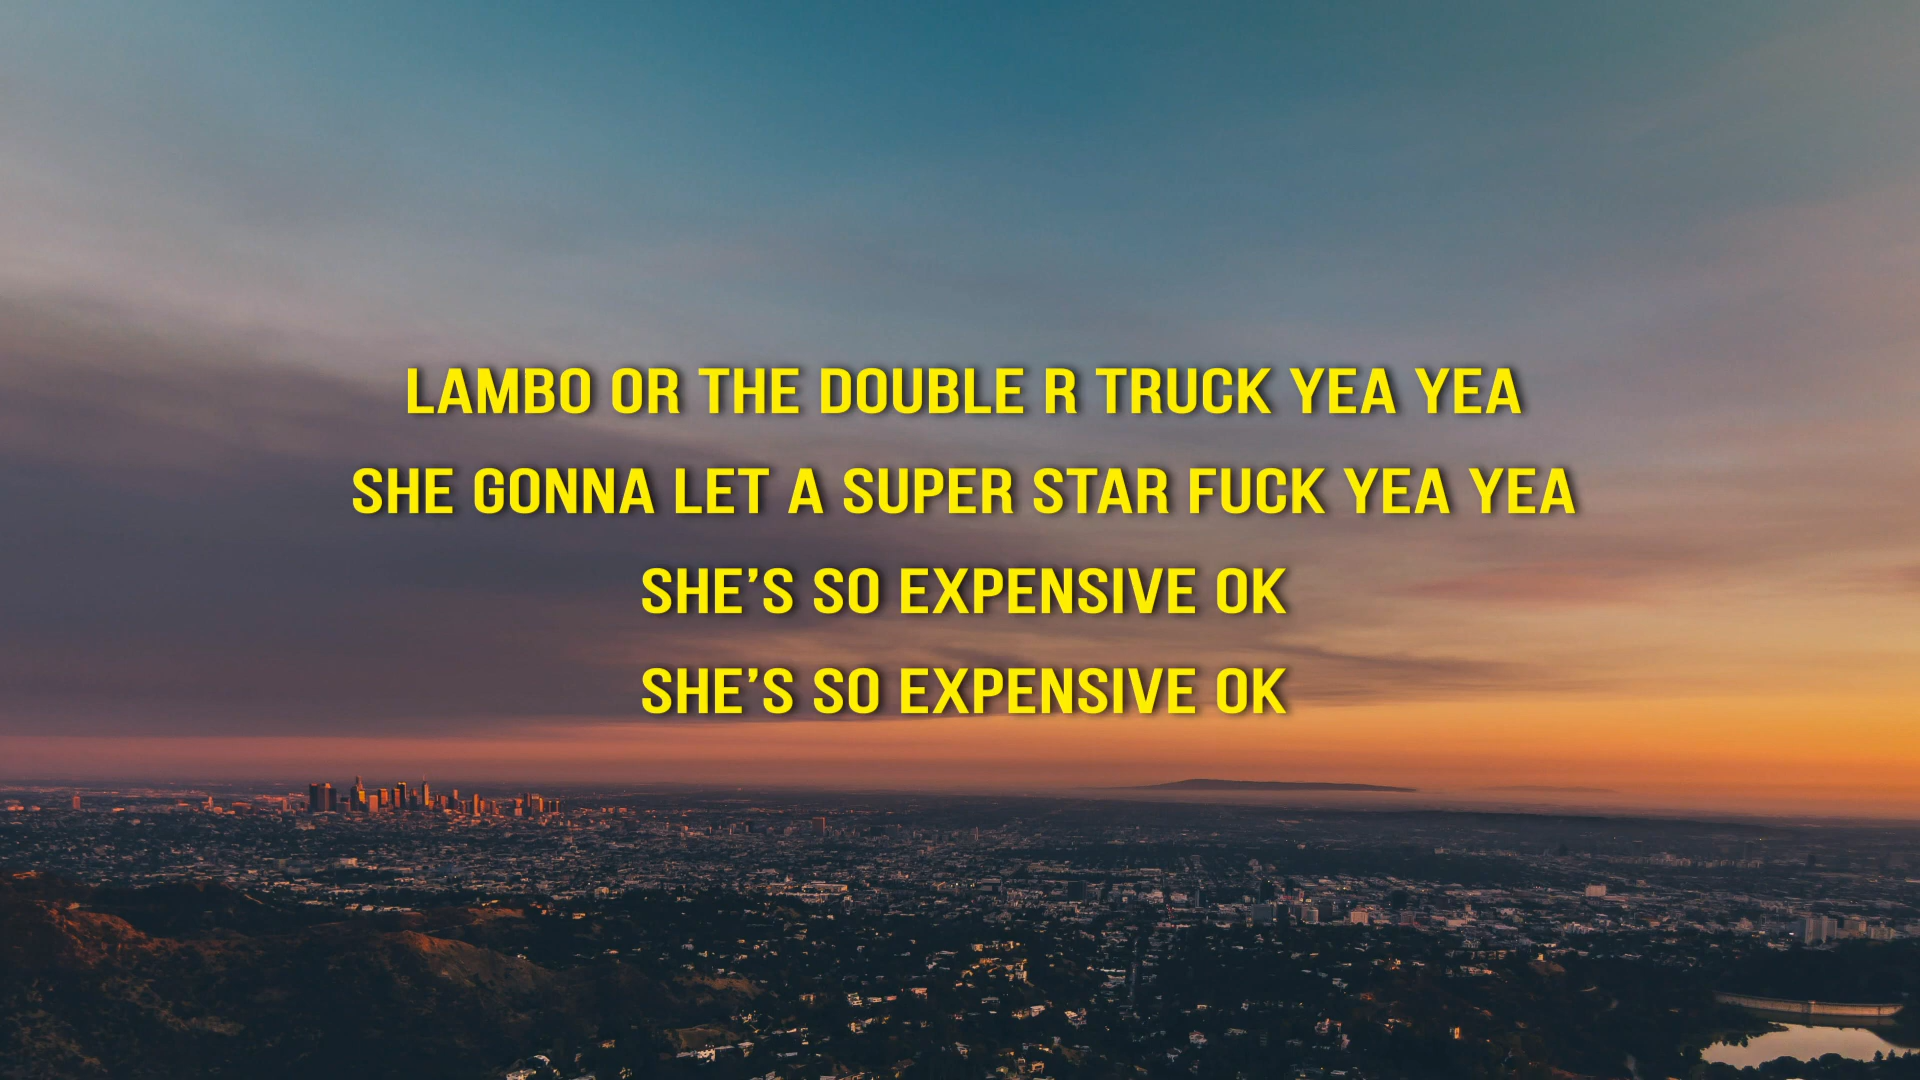 LAMBO OR THE DOUBLE R TRUCK YEA YEA
SHE GONNA LET A SUPER STAR FUCK YEA YEA
SHE’S SO EXPENSIVE OK
SHE’S SO EXPENSIVE OK